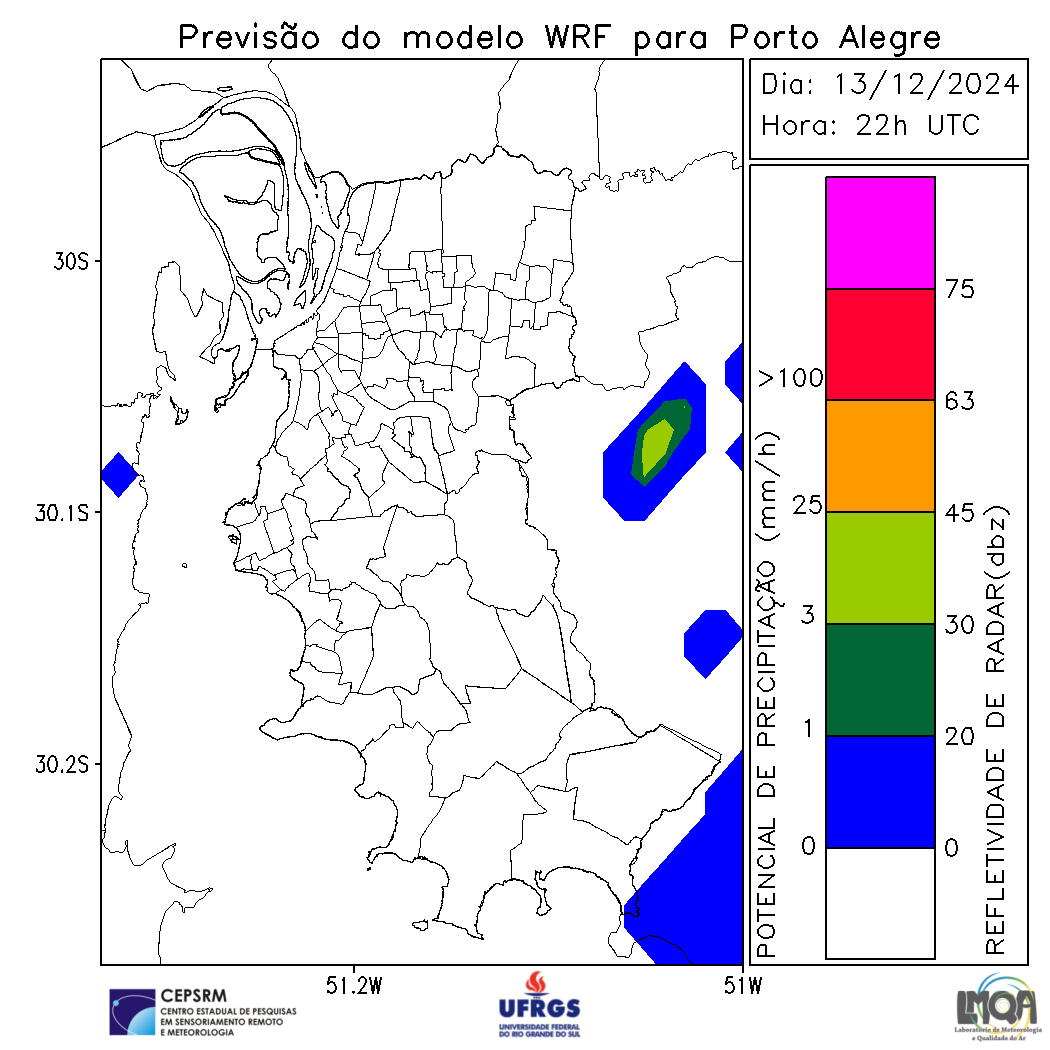 Previsão do modelo WRF para Porto Alegre
Dia: 13/12/2024
Hora: 22h UTC
30S
30.1S
30.2S
51.2W
51W
POTENCIAL DE PRECIPITAÇÃO (mm/h)
>100
25
3
1
0
75
63
45
30
20
0
REFLETIVIDADE DE RADAR(dbz)
CEPSRM
CENTRO ESTADUAL DE PESQUISAS
EM SENSORIAMENTO REMOTO
E METEOROLOGIA
UFRGS
UNIVERSIDADE FEDERAL
DO RIO GRANDE DO SUL
LMQA
Laboratório de Meteorologia
e Qualidade do Ar